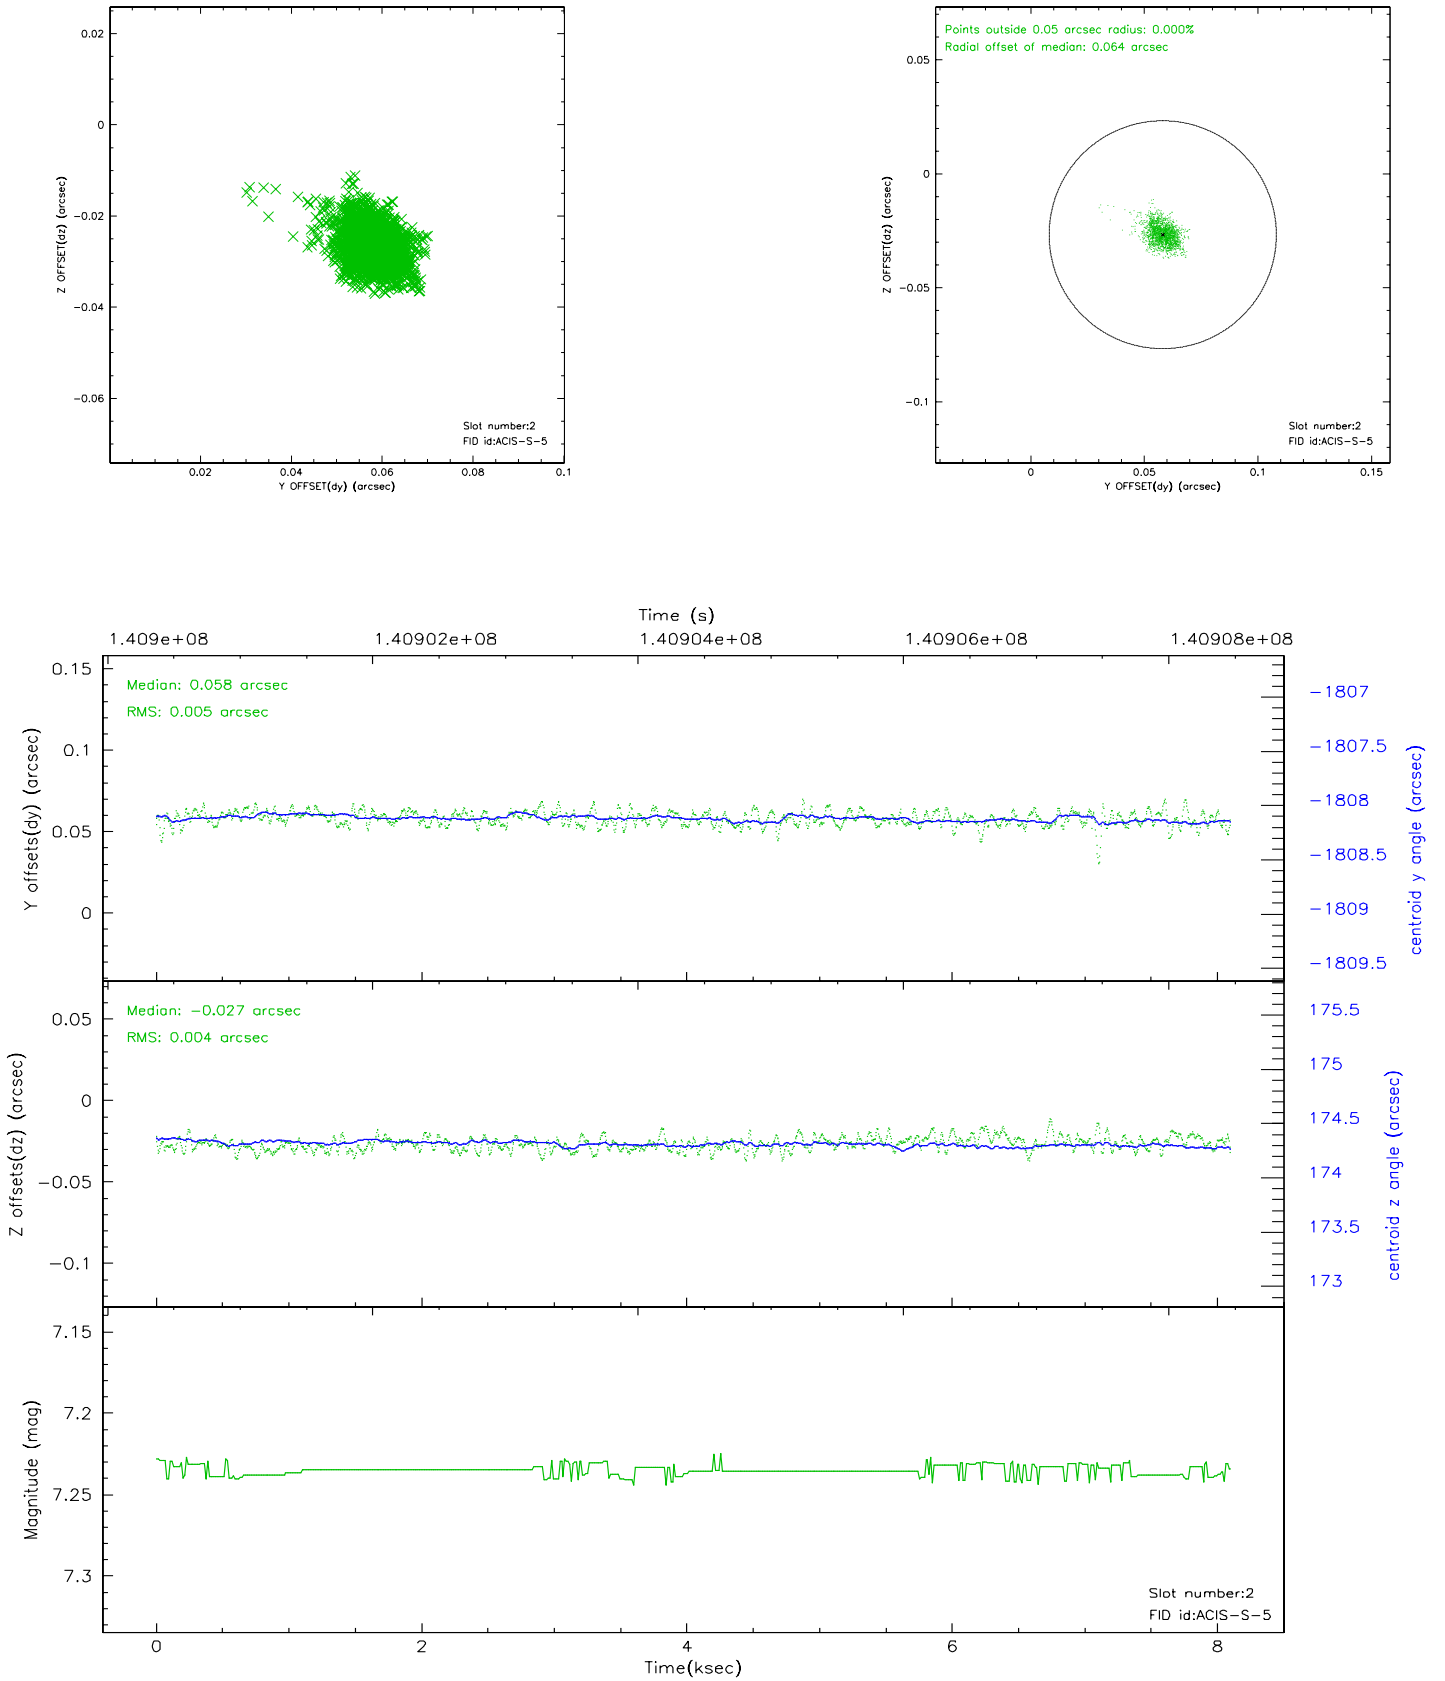 0.02
0
-0.02
-0.04
-0.06
Z OFFSET(dz) (arcsec)
Slot number:2
FID id:ACIS-S-5
0.02 0.04 0.06 0.08 0.1
Y OFFSET(dy) (arcsec)
Points outside 0.05 arcsec radius: 0.000%
Radial offset of median: 0.064 arcsec
0.05
0
-0.05
-0.1
Z OFFSET(dz) (arcsec)
Slot number:2
FID id:ACIS-S-5
0 0.05 0.1 0.15
Y OFFSET(dy) (arcsec)
Time (s)
1.409e+08 1.40902e+08 1.40904e+08 1.40906e+08 1.40908e+08
Median: 0.058 arcsec
RMS: 0.005 arcsec
0.15
0.1
0.05
0
Y offsets(dy) (arcsec)
-1807
-1807.5
-1808
-1808.5
-1809
-1809.5
centroid y angle (arcsec)
Median: -0.027 arcsec
RMS: 0.004 arcsec
0.05
0
-0.05
-0.1
Z offsets(dz) (arcsec)
175.5
175
174.5
174
173.5
173
centroid z angle (arcsec)
7.15
7.2
7.25
7.3
Magnitude (mag)
Slot number:2
FID id:ACIS-S-5
0 2 4 6 8
Time(ksec)